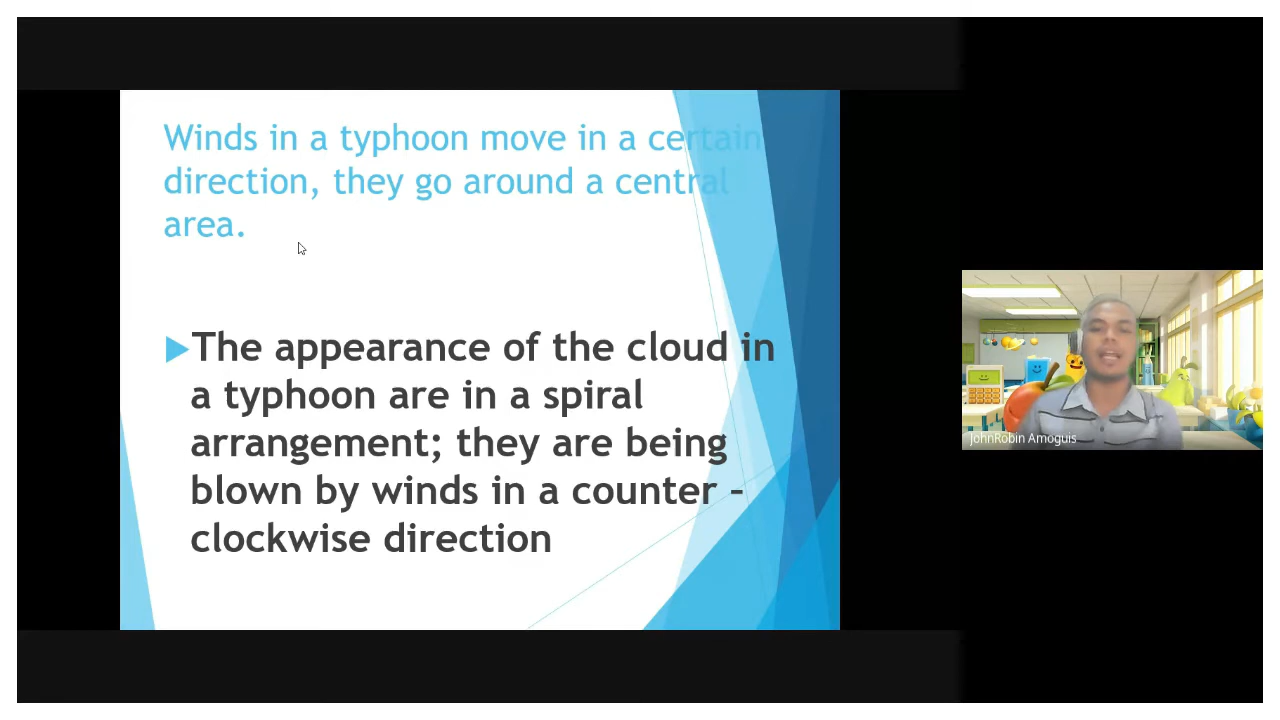 Winds in a typhoon move in a certain
direction, they go around a central
area.
The appearance of the cloud in
a typhoon are in a spiral
arrangement; they are being
blown by winds in a counter –
clockwise direction
JohnRobin Amoguis